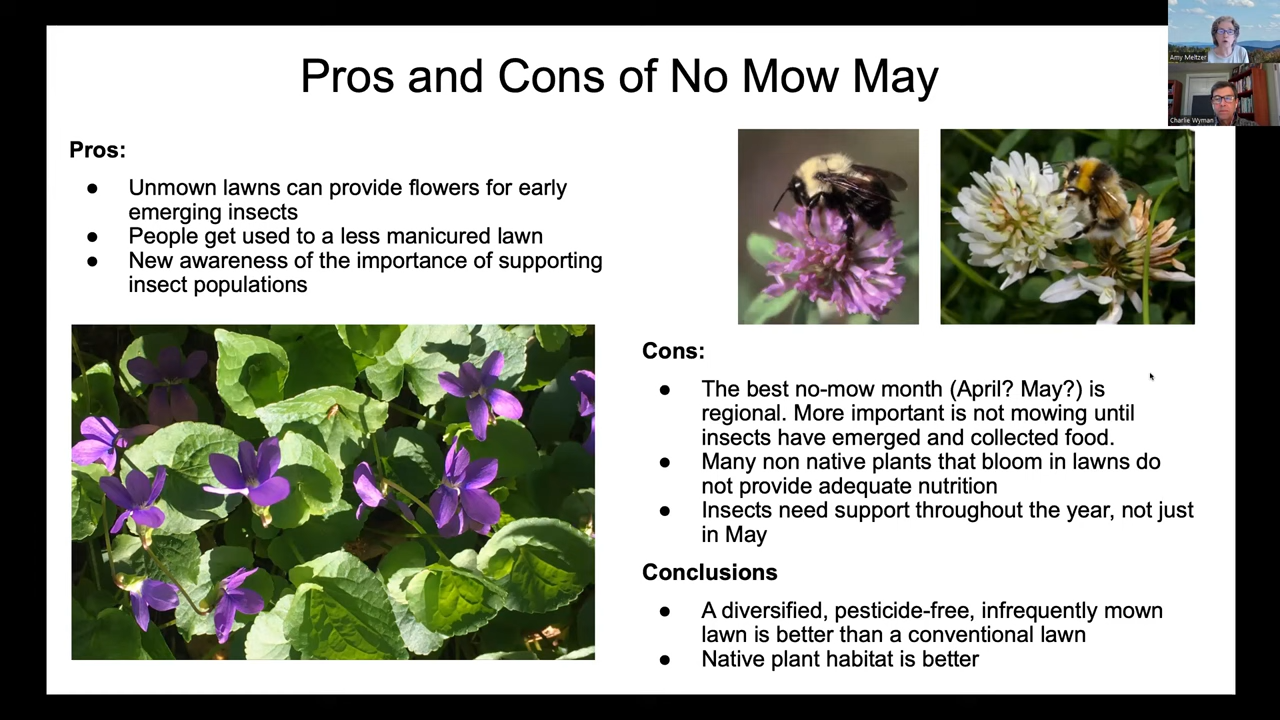 Pros and Cons of No Mow May
Amy Meltzer
Charlie Wyman
Pros:
● Unmown lawns can provide flowers for early
emerging insects
● People get used to a less manicured lawn
● New awareness of the importance of supporting
insect populations
Cons:
● The best no-mow month (April? May?) is
regional. More important is not mowing until
insects have emerged and collected food.
● Many non native plants that bloom in lawns do
not provide adequate nutrition
● Insects need support throughout the year, not just
in May
Conclusions
● A diversified, pesticide-free, infrequently mown
lawn is better than a conventional lawn
● Native plant habitat is better